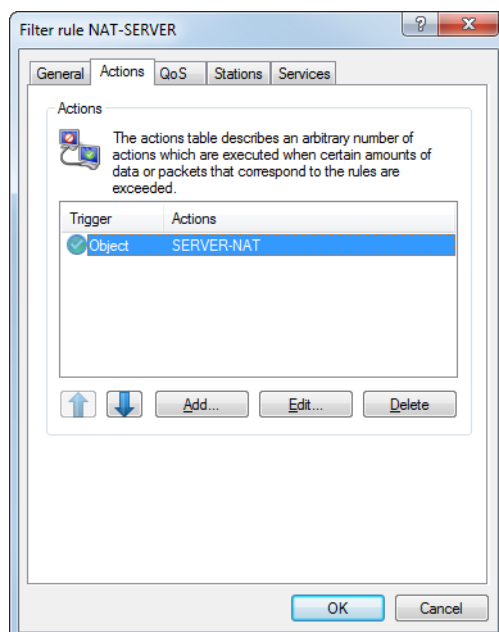 Filter rule NAT-SERVER
General Actions QoS Stations Services
Actions
The actions table describes an arbitrary number of
actions which are executed when certain amounts of
data or packets that correspond to the rules are
exceeded.
Trigger Actions
Object SERVER-NAT
Add... Edit... Delete
OK Cancel